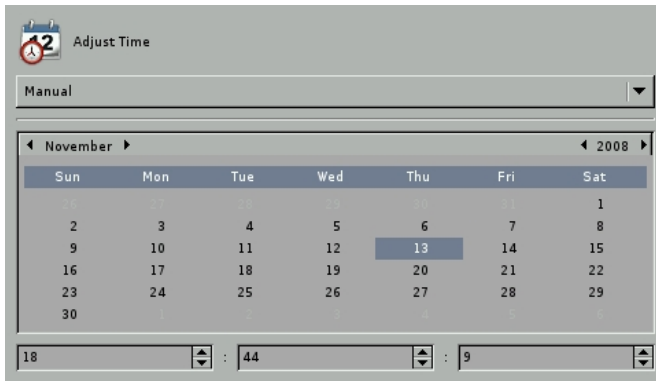 12
Adjust Time
Manual
November 2008
Sun Mon Tue Wed Thu Fri Sat
26 27 28 29 30 31 1
2 3 4 5 6 7 8
9 10 11 12 13 14 15
16 17 18 19 20 21 22
23 24 25 26 27 28 29
30 1 2 3 4 5 6
18 : 44 : 9